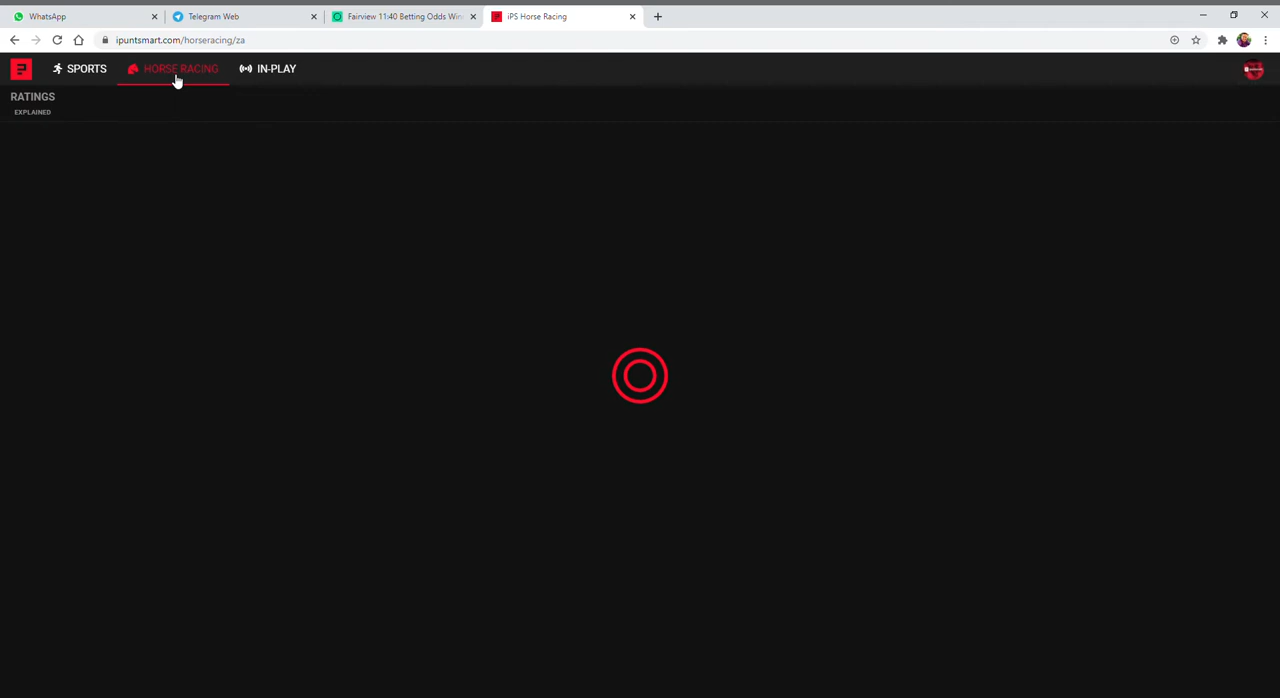 WhatsApp
Telegram Web
Fairview 11:40 Betting Odds Win
iPS Horse Racing
ipuntsmart.com/horseracing/za
SPORTS
HORSE RACING
IN-PLAY
RATINGS
EXPLAINED